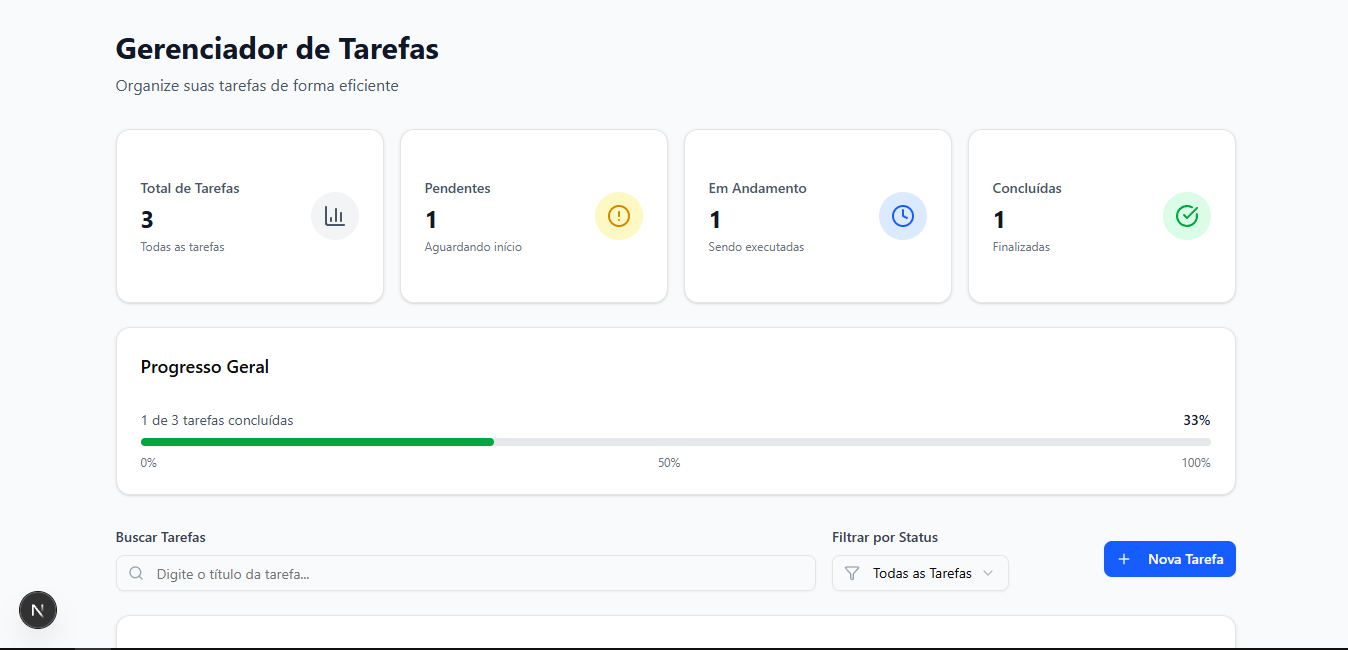 Gerenciador de Tarefas
Organize suas tarefas de forma eficiente
Total de Tarefas
3
Todas as tarefas
Pendentes
1
Aguardando início
Em Andamento
1
Sendo executadas
Concluídas
1
Finalizadas
Progresso Geral
1 de 3 tarefas concluídas
33%
0%
50%
100%
Buscar Tarefas
Digite o título da tarefa...
Filtrar por Status
Todas as Tarefas
+ Nova Tarefa
N